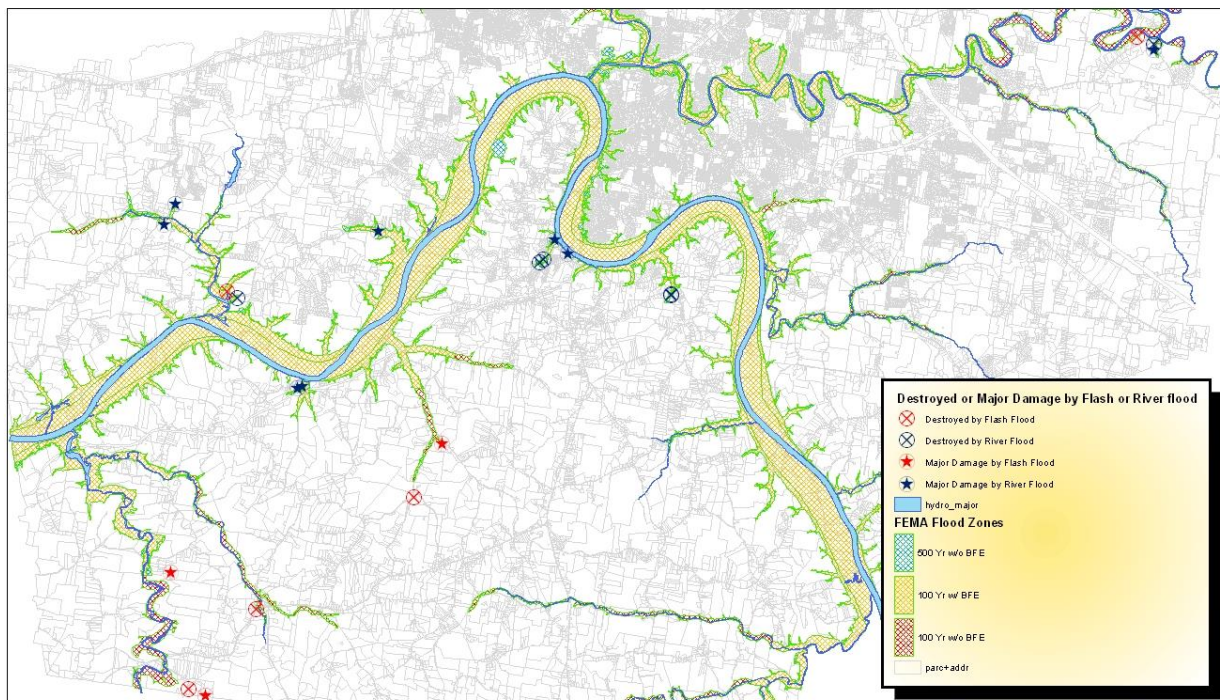 Destroyed or Major Damage by Flash or River flood
Destroyed by Flash Flood
Destroyed by River Flood
Major Damage by Flash Flood
Major Damage by River Flood
hydro_major
FEMA Flood Zones
500 Yr w/o BFE
100 Yr w/ BFE
100 Yr w/o BFE
parc+addr